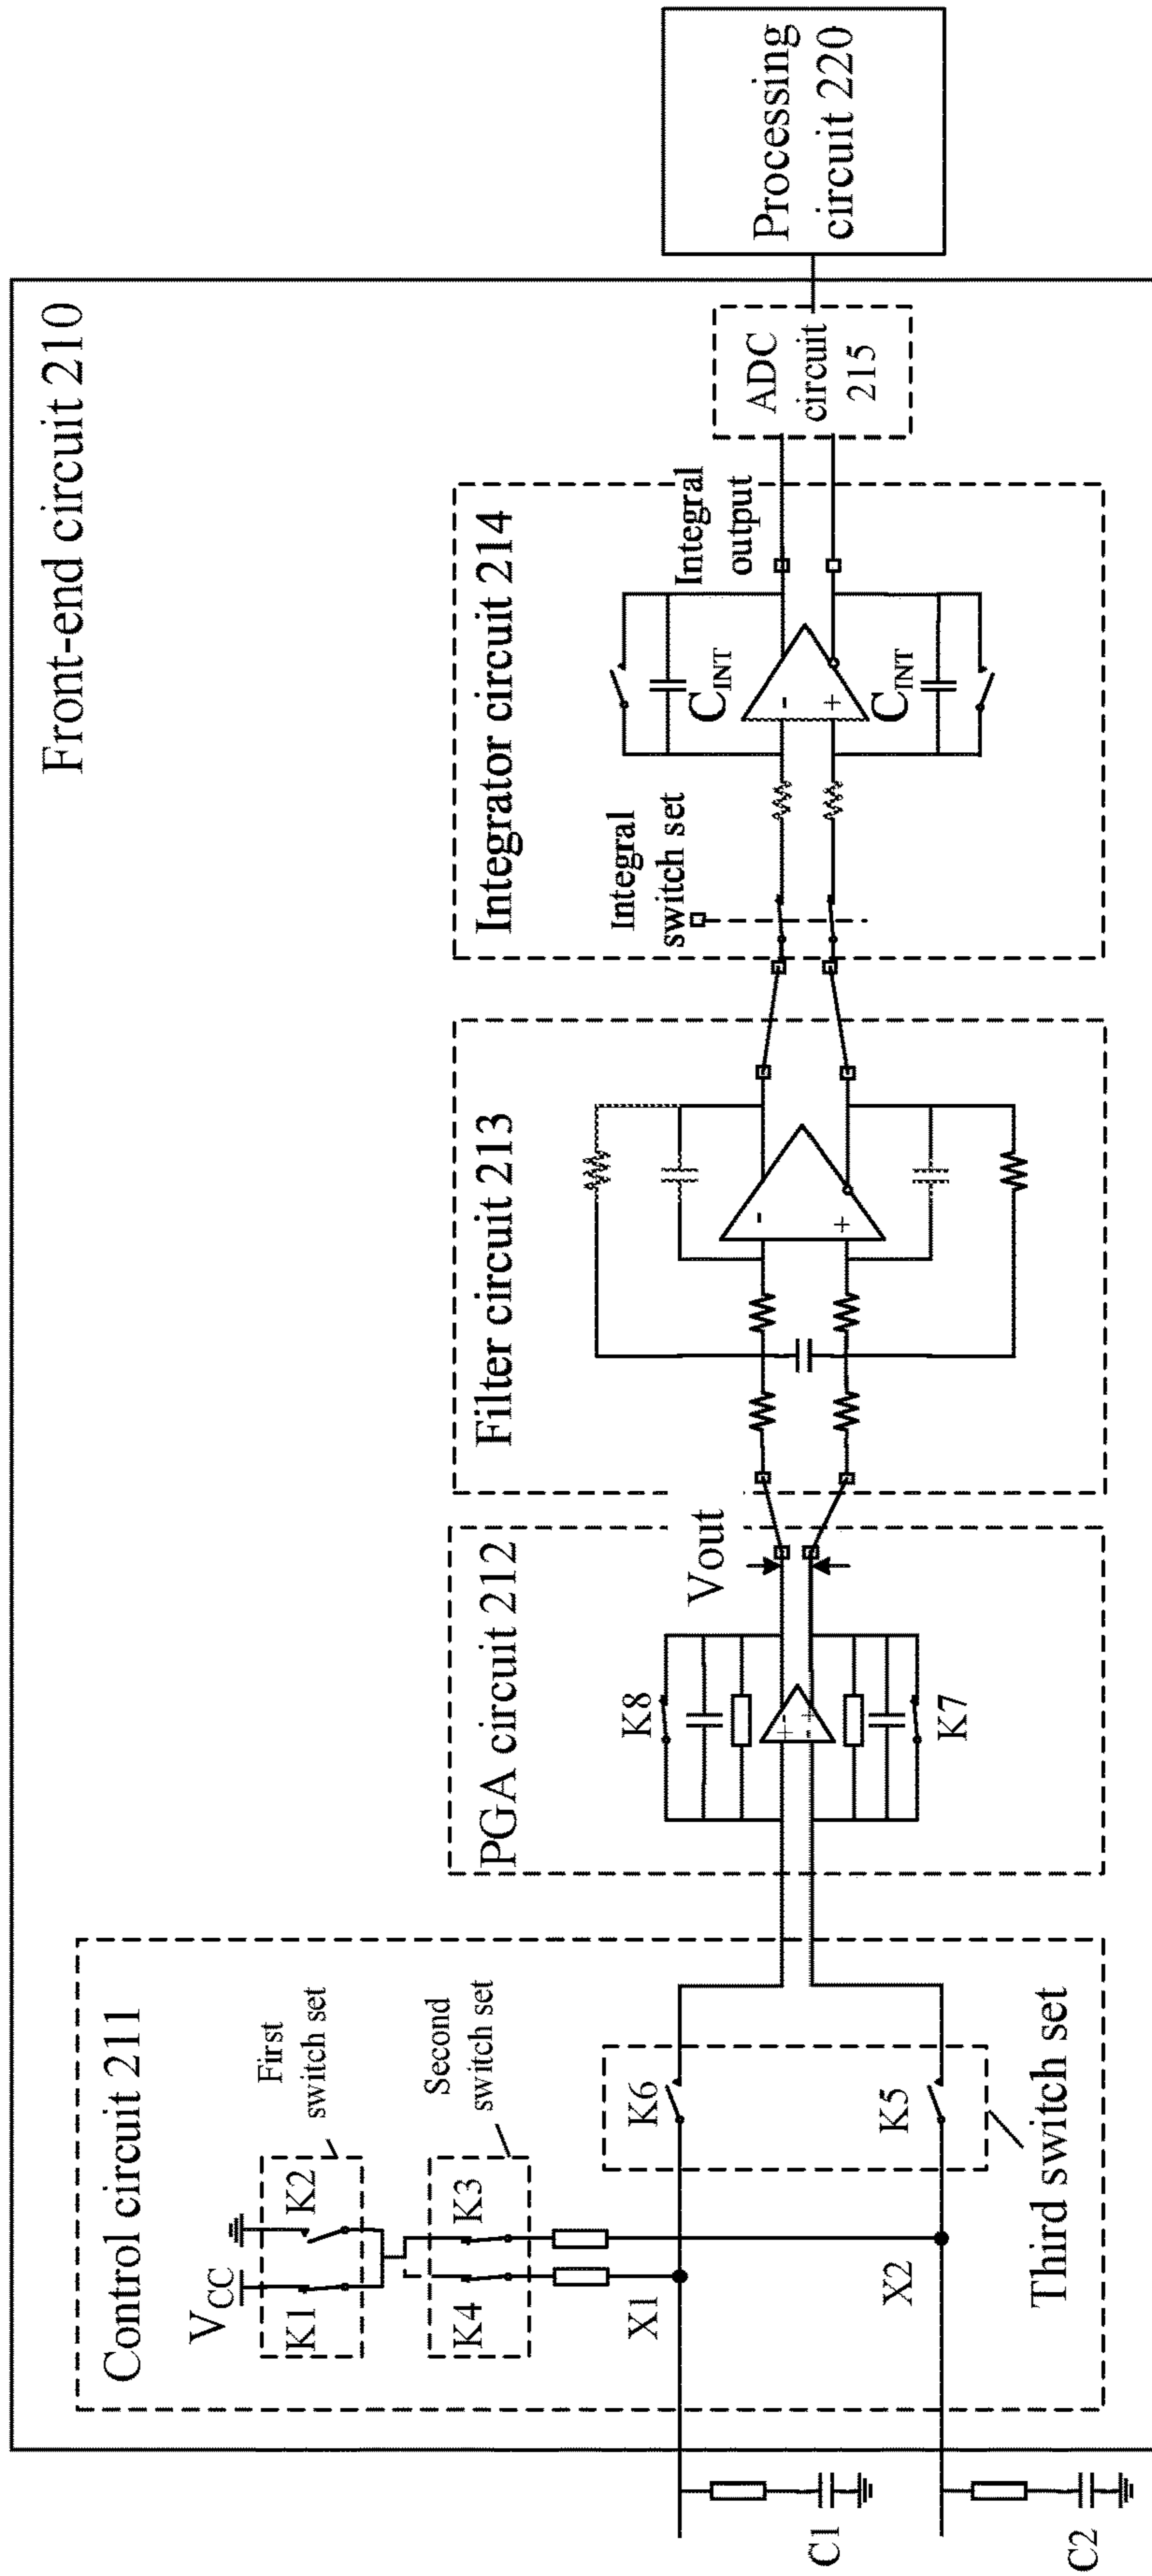 Front-end circuit 210
Control circuit 211
V_CC
K1
K2
First
switch set
K4
K3
Second
switch set
X1
X2
K6
K5
Third switch set
C1
C2
PGA circuit 212
K8
K7
+
-
-
+
Vout
Filter circuit 213
-
+
Integrator circuit 214
Integral
switch set
C_INT
-
+
C_INT
Integral
output
ADC
circuit
215
Processing
circuit 220